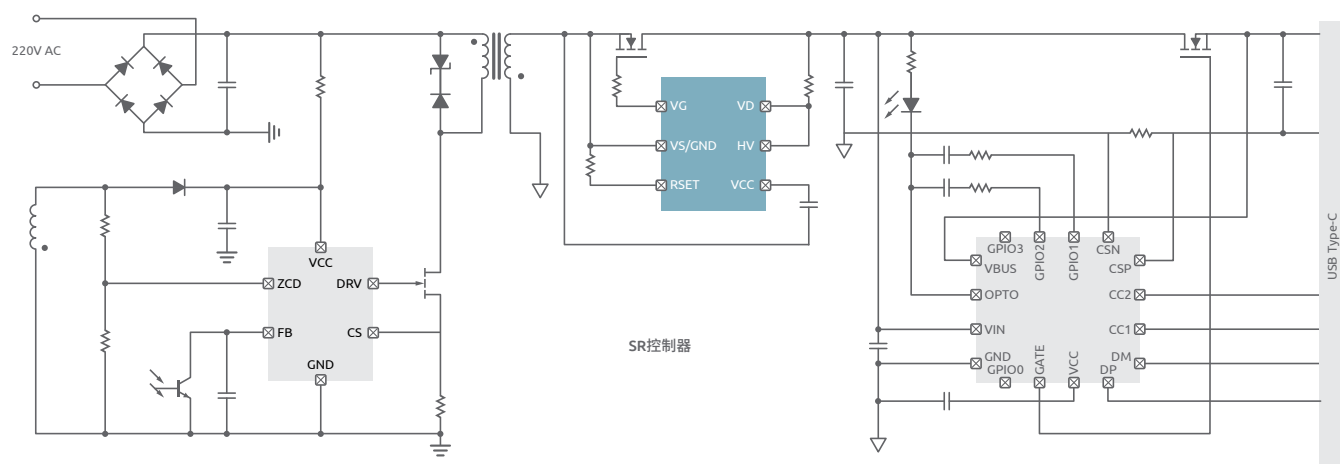 220V AC
VG
VD
VS/GND
HV
RSET
VCC
VCC
ZCD
DRV
FB
CS
GND
SR控制器
GPIO3
GPIO2
GPIO1
CSN
VBUS
CSP
OPTO
CC2
VIN
CC1
GND
GPIO0
GATE
VCC
DM
DP
USB Type-C